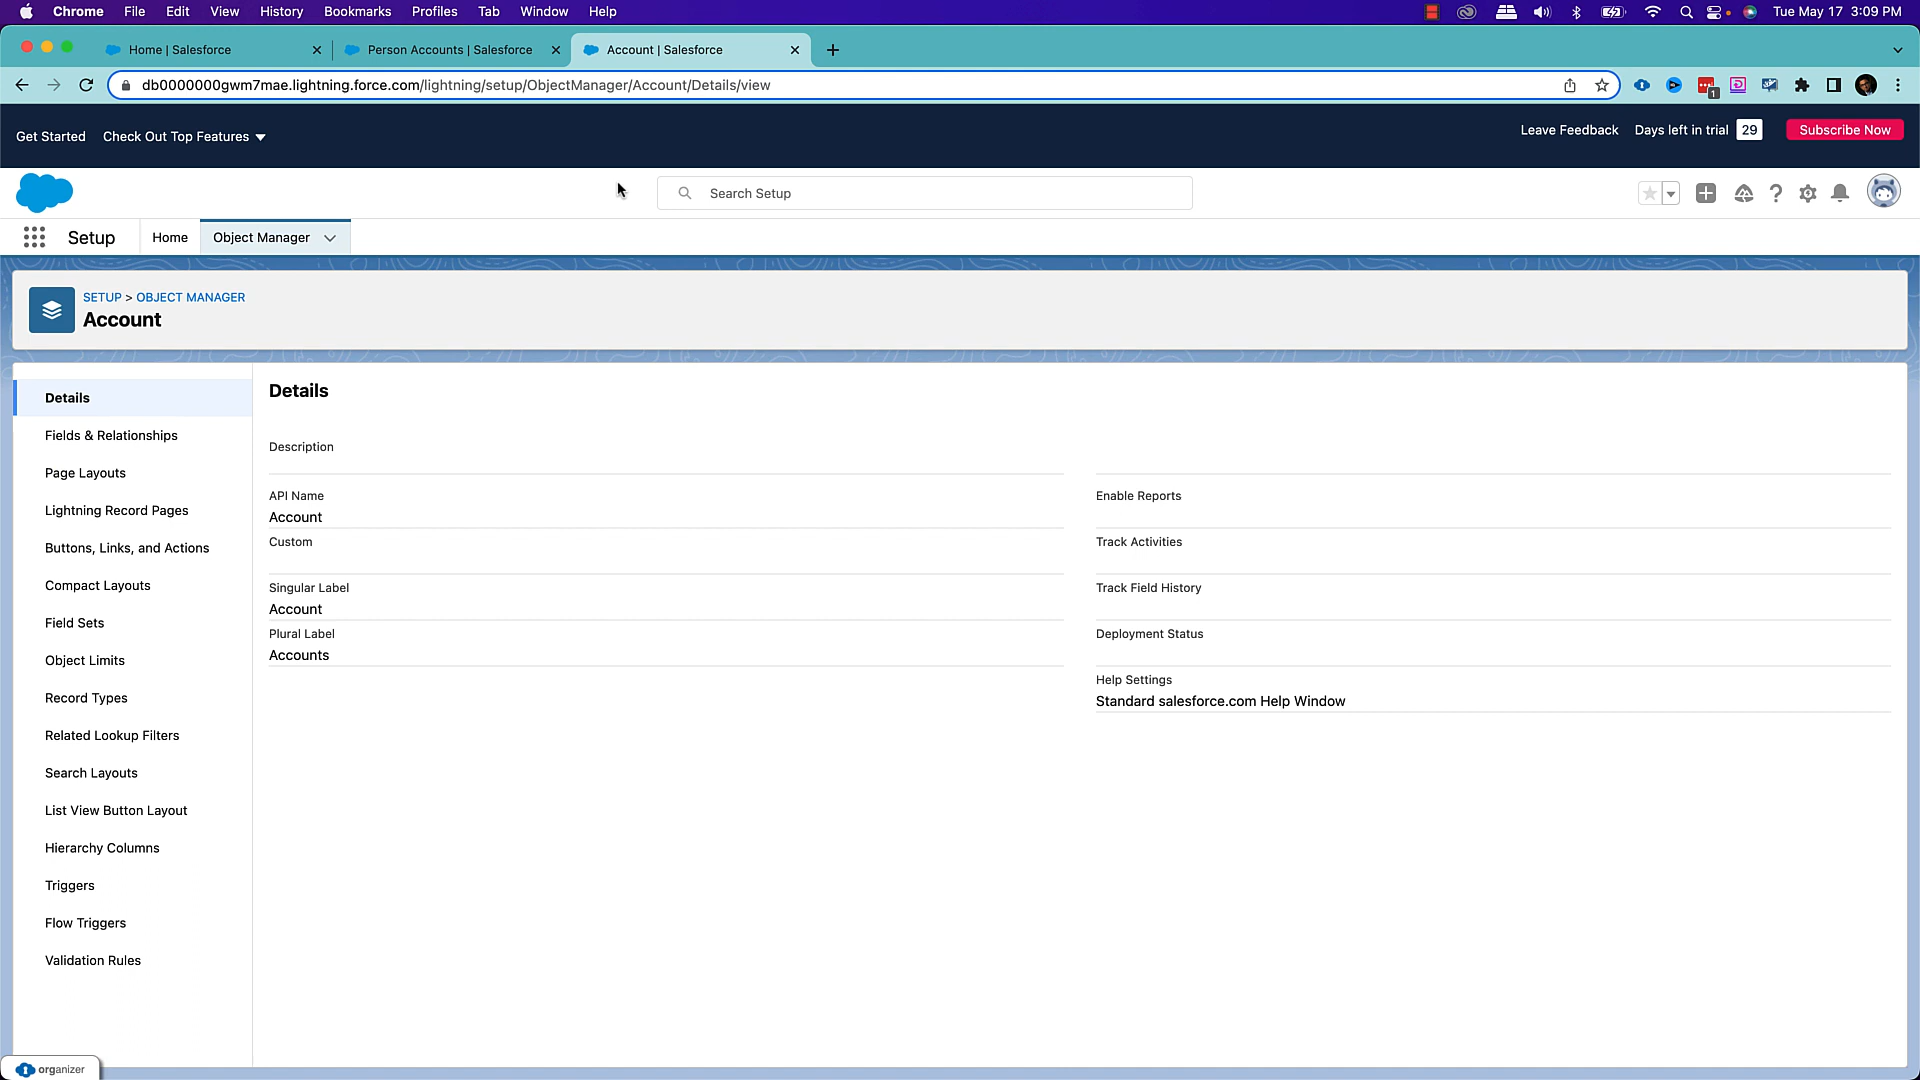 Chrome File Edit View History Bookmarks Profiles Tab Window Help Tue May 17 3:09 PM
Home | Salesforce Person Accounts | Salesforce Account | Salesforce
db0000000gwm7mae.lightning.force.com/lightning/setup/ObjectManager/Account/Details/view
1
Get Started Check Out Top Features Leave Feedback Days left in trial 29 Subscribe Now
Search Setup
Setup Home Object Manager
SETUP > OBJECT MANAGER
Account
Details
Fields & Relationships
Page Layouts
Lightning Record Pages
Buttons, Links, and Actions
Compact Layouts
Field Sets
Object Limits
Record Types
Related Lookup Filters
Search Layouts
List View Button Layout
Hierarchy Columns
Triggers
Flow Triggers
Validation Rules
Details
Description
API Name
Account
Custom
Singular Label
Account
Plural Label
Accounts
Enable Reports
Track Activities
Track Field History
Deployment Status
Help Settings
Standard salesforce.com Help Window
organizer